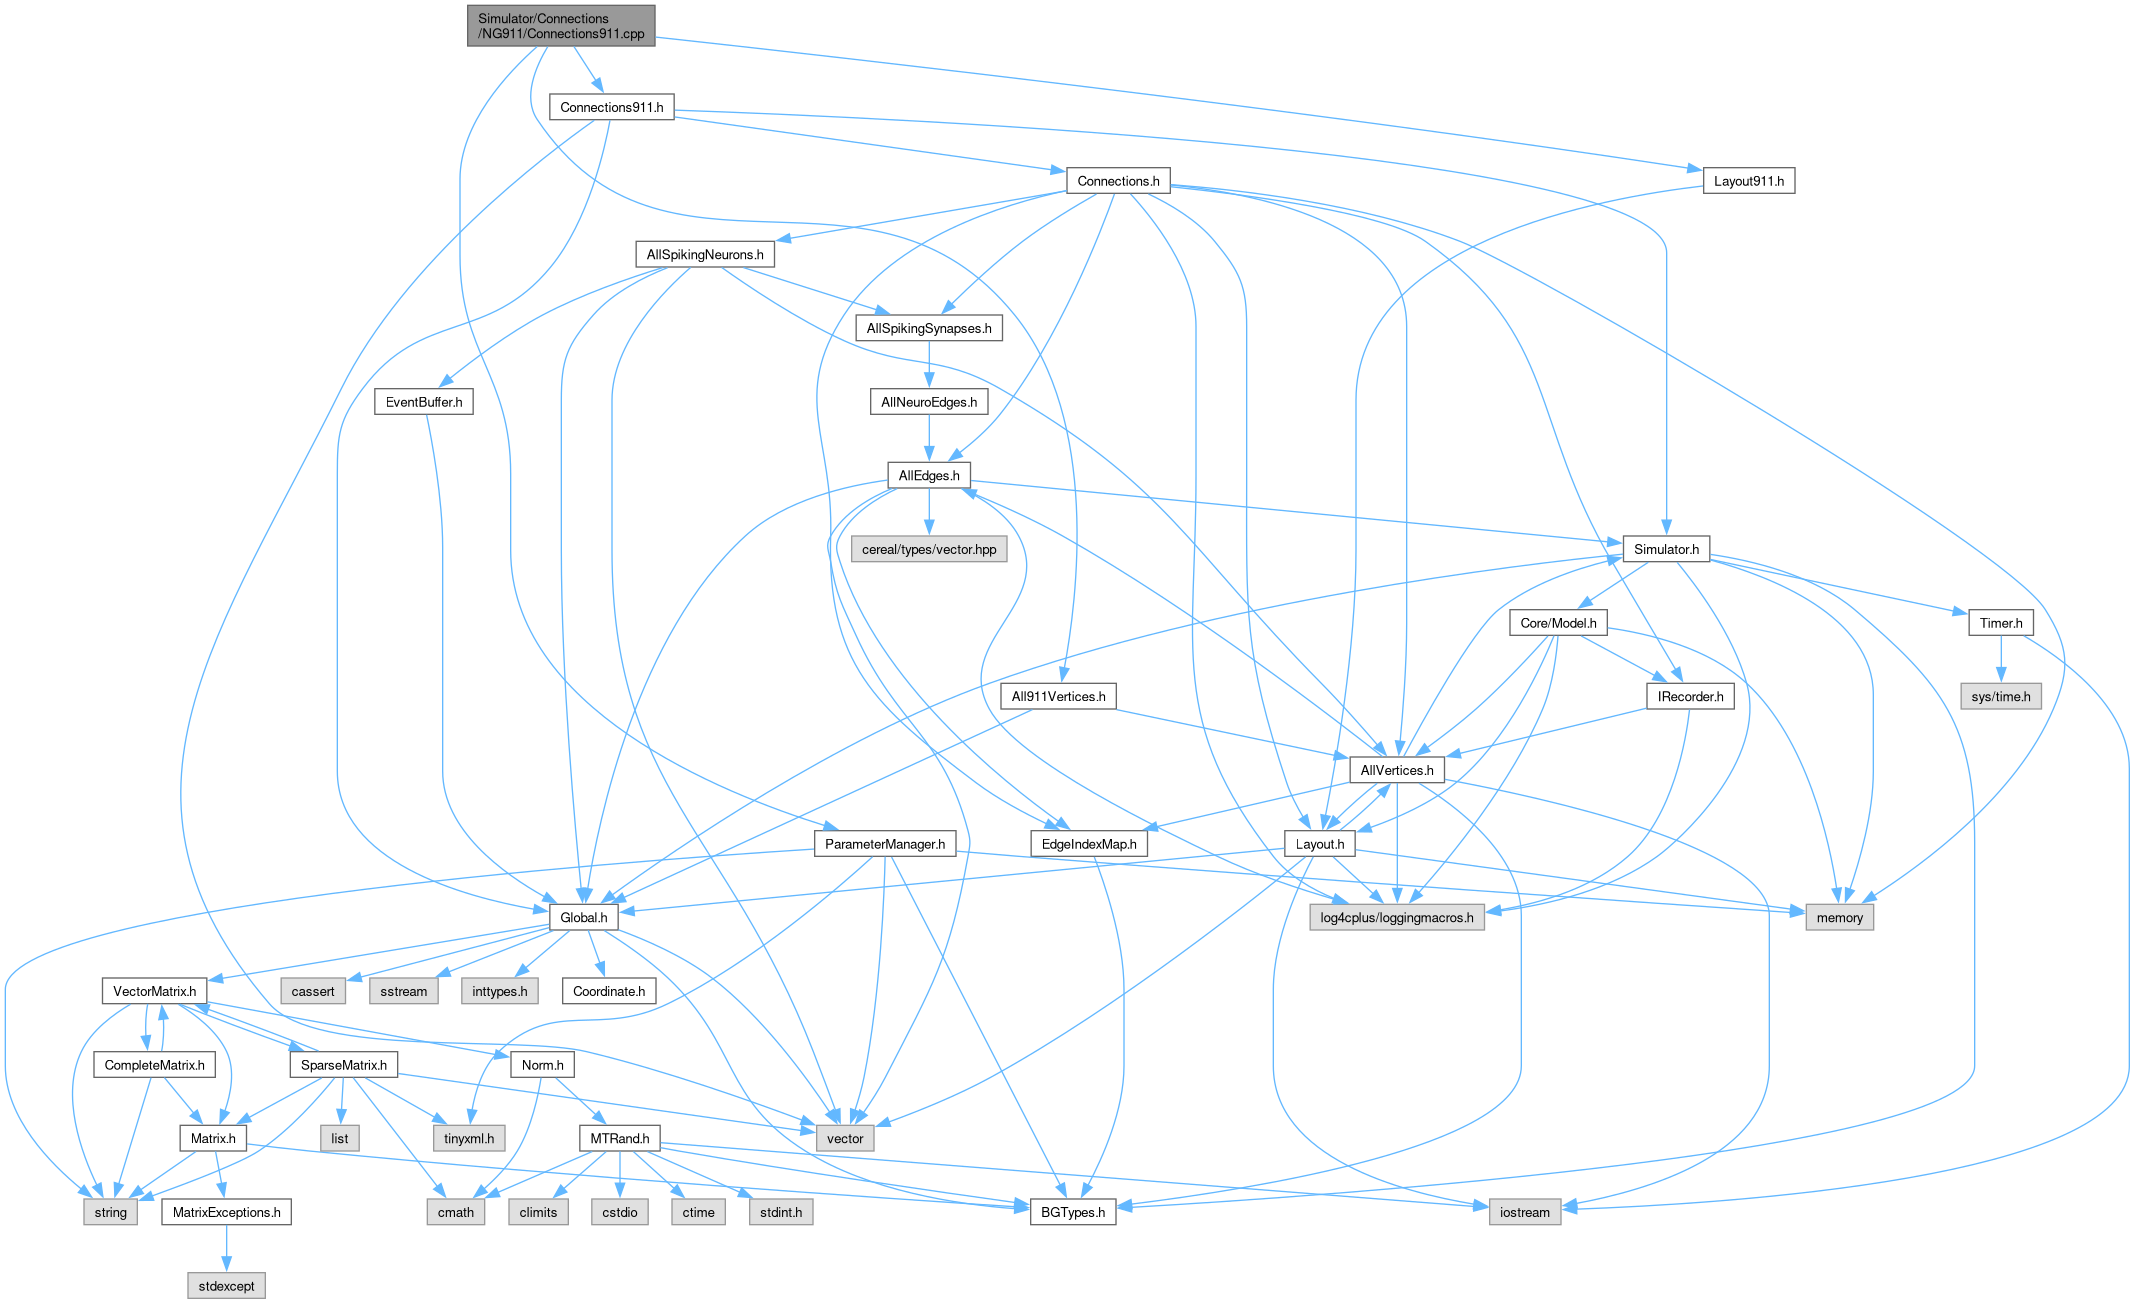 Simulator/Connections
/NG911/Connections911.cpp
Connections911.h
Connections.h
Layout911.h
AllSpikingNeurons.h
AllSpikingSynapses.h
EventBuffer.h
AllNeuroEdges.h
AllEdges.h
cereal/types/vector.hpp
Simulator.h
Core/Model.h
Timer.h
All911Vertices.h
IRecorder.h
sys/time.h
AllVertices.h
ParameterManager.h
EdgeIndexMap.h
Layout.h
Global.h
log4cplus/loggingmacros.h
memory
VectorMatrix.h
cassert
sstream
inttypes.h
Coordinate.h
CompleteMatrix.h
SparseMatrix.h
Norm.h
Matrix.h
list
tinyxml.h
MTRand.h
vector
string
MatrixExceptions.h
cmath
climits
cstdio
ctime
stdint.h
BGTypes.h
iostream
stdexcept